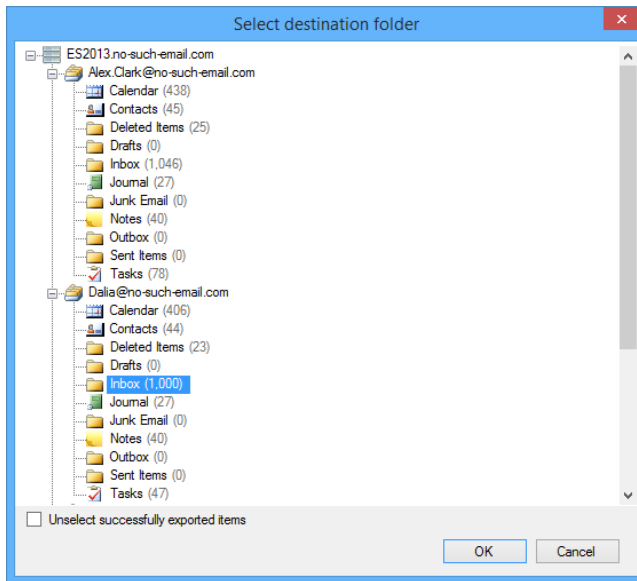 Select destination folder
ES2013.no-such-email.com
Alex.Clark@no-such-email.com
Calendar (438)
Contacts (45)
Deleted Items (25)
Drafts (0)
Inbox (1,046)
Journal (27)
Junk Email (0)
Notes (40)
Outbox (0)
Sent Items (0)
Tasks (78)
Dalia@no-such-email.com
Calendar (406)
Contacts (44)
Deleted Items (23)
Drafts (0)
Inbox (1,000)
Journal (27)
Junk Email (0)
Notes (40)
Outbox (0)
Sent Items (0)
Tasks (47)
Unselect successfully exported items
OK Cancel